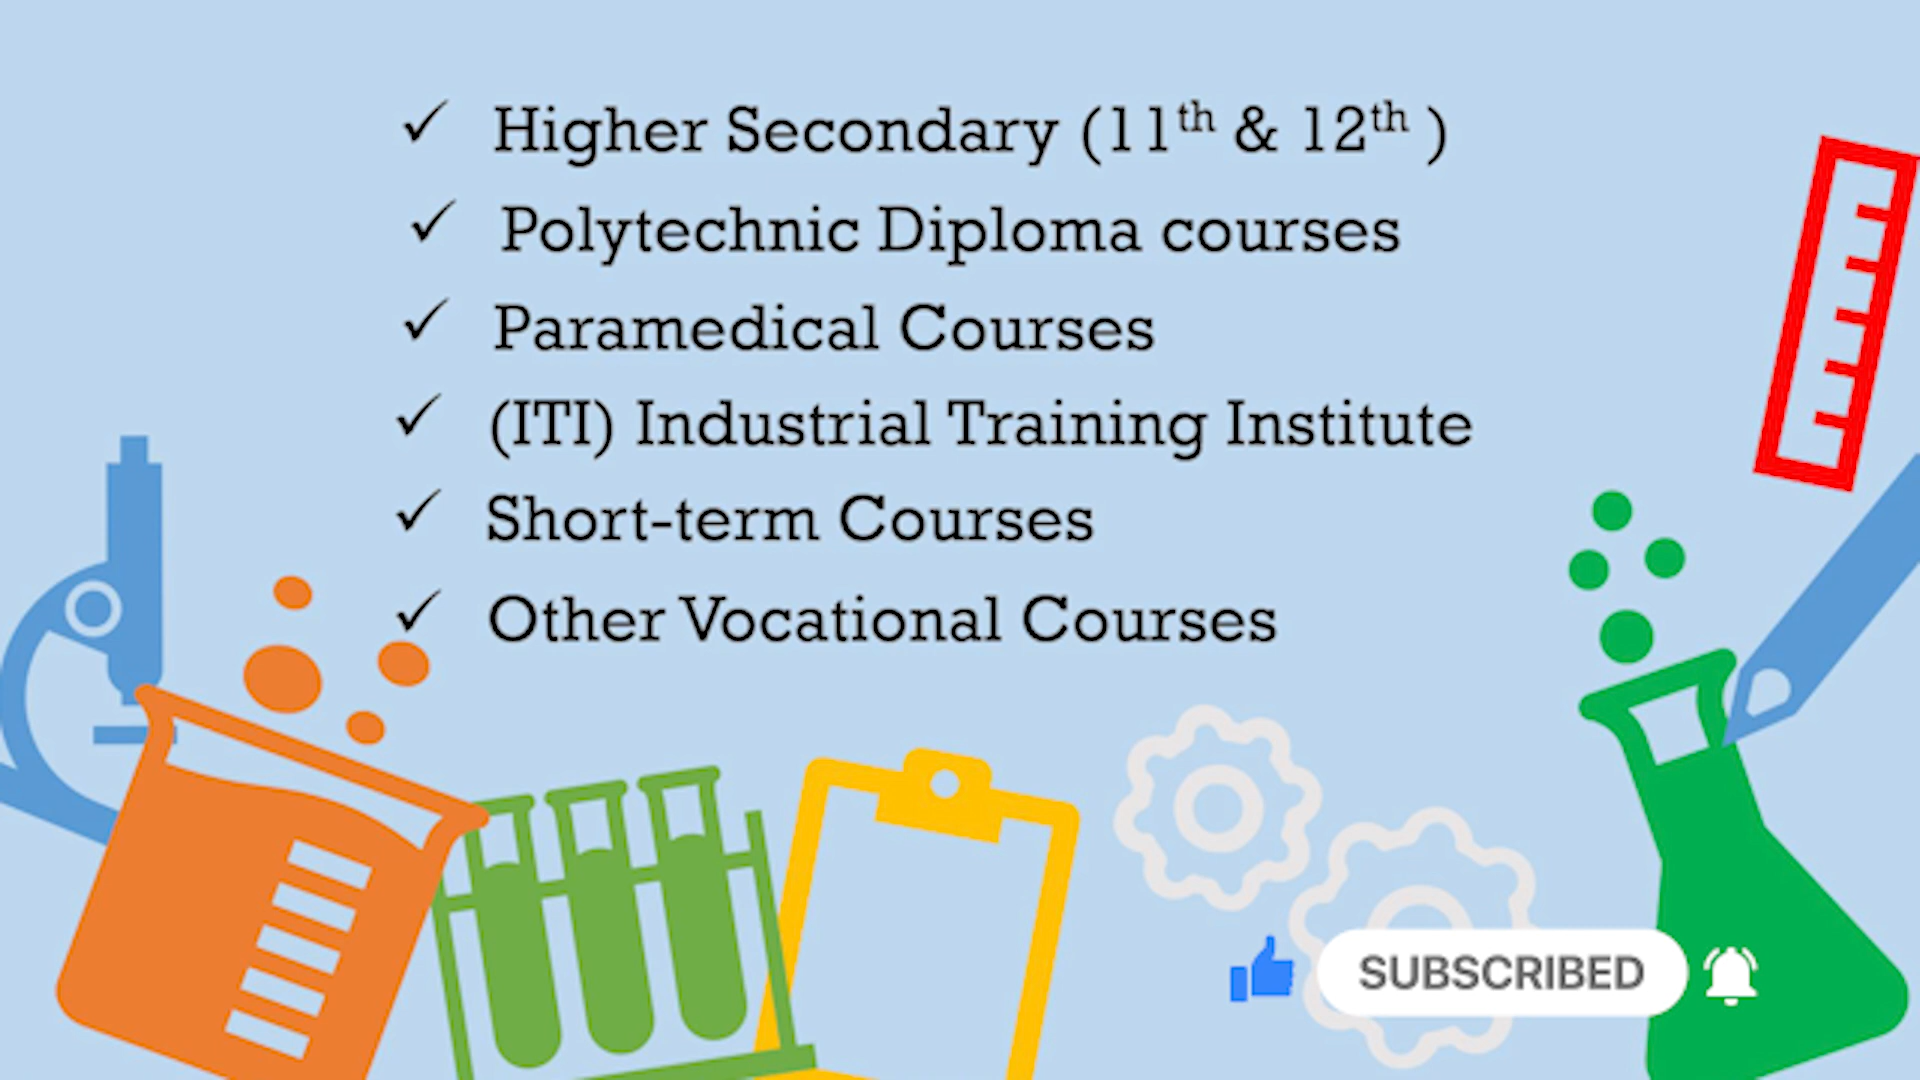 ✓ Higher Secondary (11th & 12th )
✓ Polytechnic Diploma courses
✓ Paramedical Courses
✓ (ITI) Industrial Training Institute
✓ Short-term Courses
✓ Other Vocational Courses
SUBSCRIBED